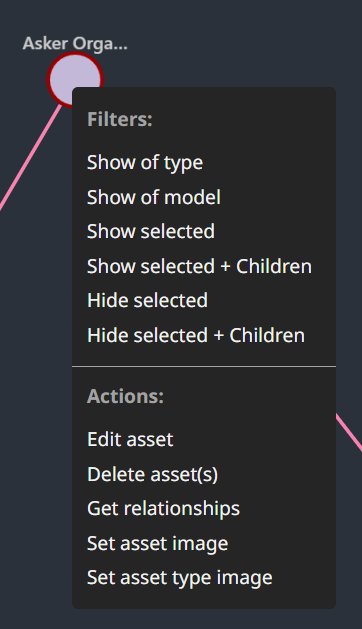 Asker Orga...
Filters:
Show of type
Show of model
Show selected
Show selected + Children
Hide selected
Hide selected + Children
Actions:
Edit asset
Delete asset(s)
Get relationships
Set asset image
Set asset type image